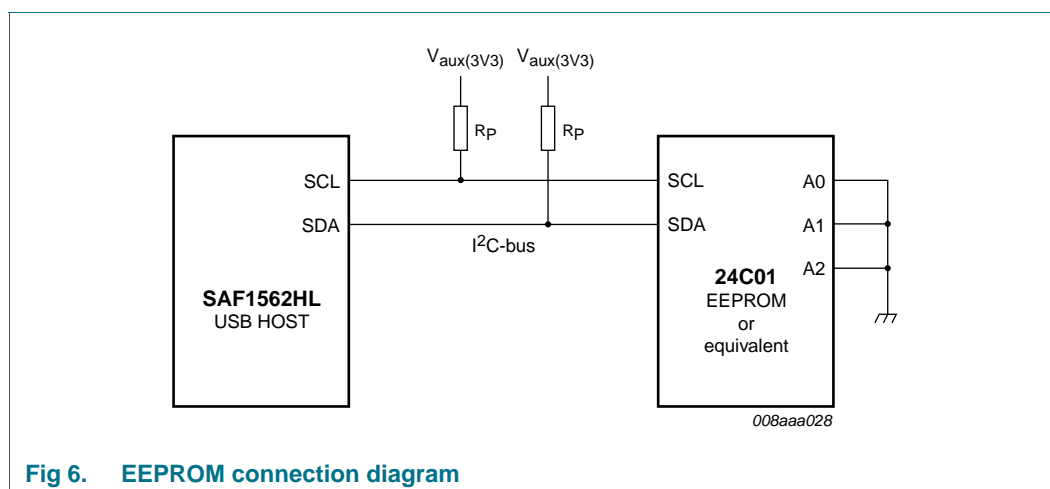 Vaux(3V3) Vaux(3V3)
RP RP
SCL SCL A0
SDA SDA A1
I2C-bus
A2
SAF1562HL
USB HOST
24C01
EEPROM
or
equivalent
008aaa028
Fig 6. EEPROM connection diagram